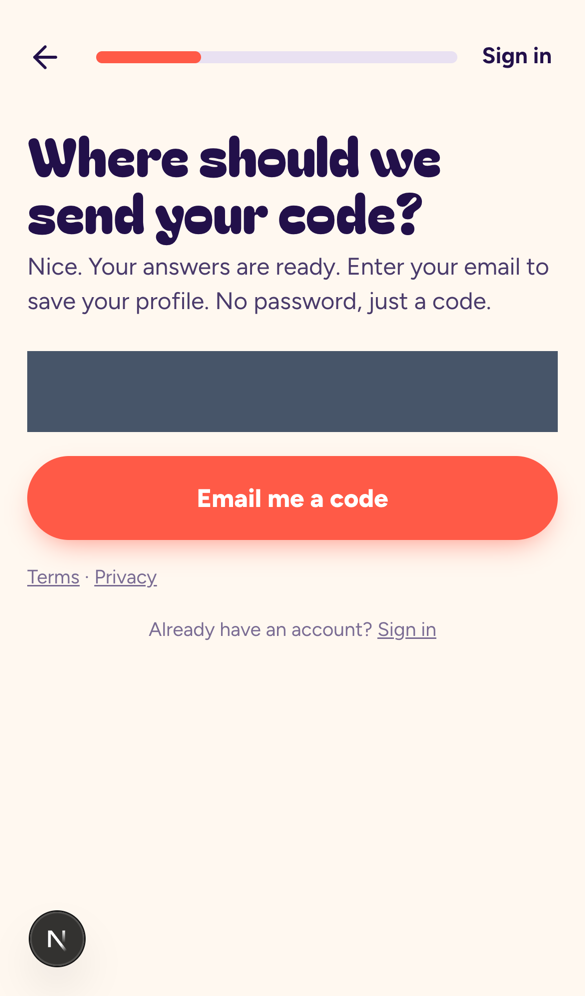 Sign in
Where should we
send your code?
Nice. Your answers are ready. Enter your email to
save your profile. No password, just a code.
Email me a code
Terms · Privacy
Already have an account? Sign in
N